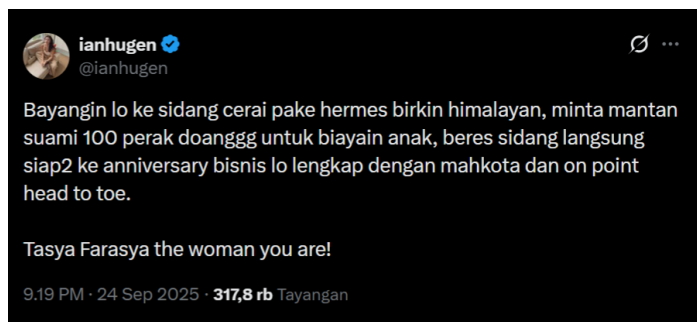 ianhugen
@ianhugen
Bayangin lo ke sidang cerai pake hermes birkin himalayan, minta mantan
suami 100 perak doanggg untuk biayain anak, beres sidang langsung
siap2 ke anniversary bisnis lo lengkap dengan mahkota dan on point
head to toe.
Tasya Farasya the woman you are!
9.19 PM · 24 Sep 2025 · 317,8 rb Tayangan